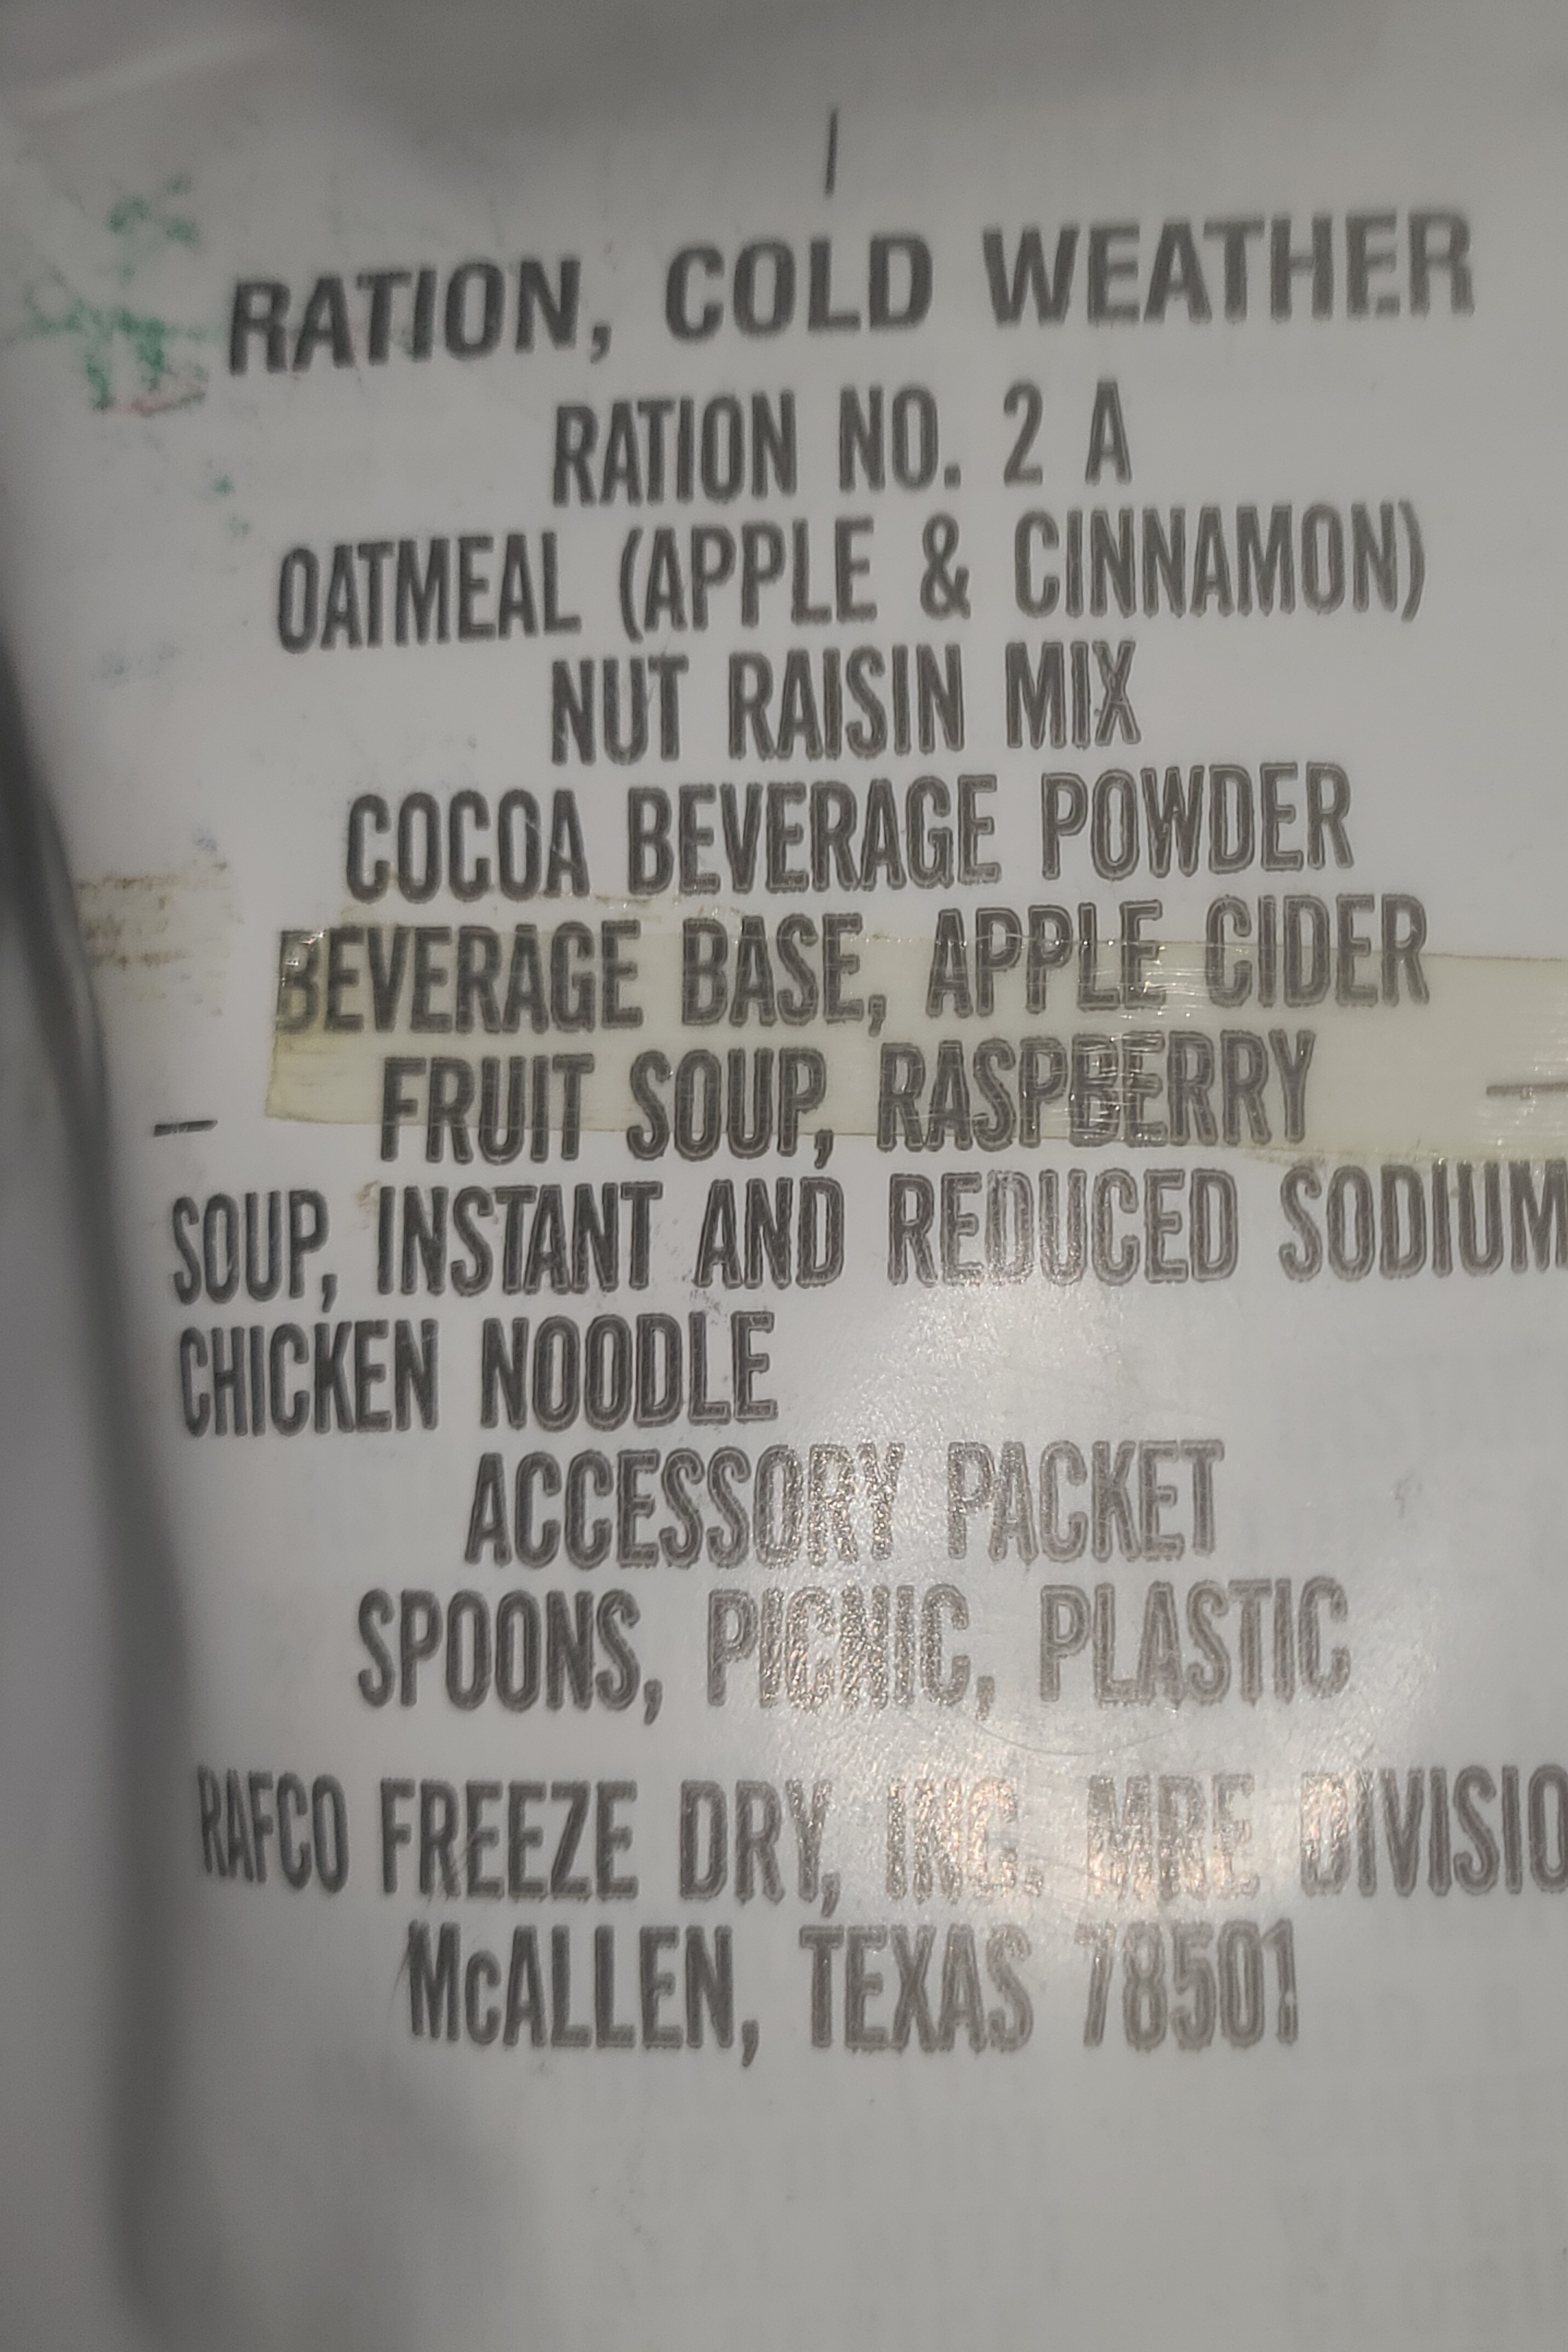 RATION, COLD WEATHER
RATION NO. 2 A
OATMEAL (APPLE & CINNAMON)
NUT RAISIN MIX
COCOA BEVERAGE POWDER
BEVERAGE BASE, APPLE CIDER
FRUIT SOUP, RASPBERRY
SOUP, INSTANT AND REDUCED SODIUM
CHICKEN NOODLE
ACCESSORY PACKET
SPOONS, PICNIC, PLASTIC
RAFCO FREEZE DRY, INC. MRE DIVISIO
McALLEN, TEXAS 78501